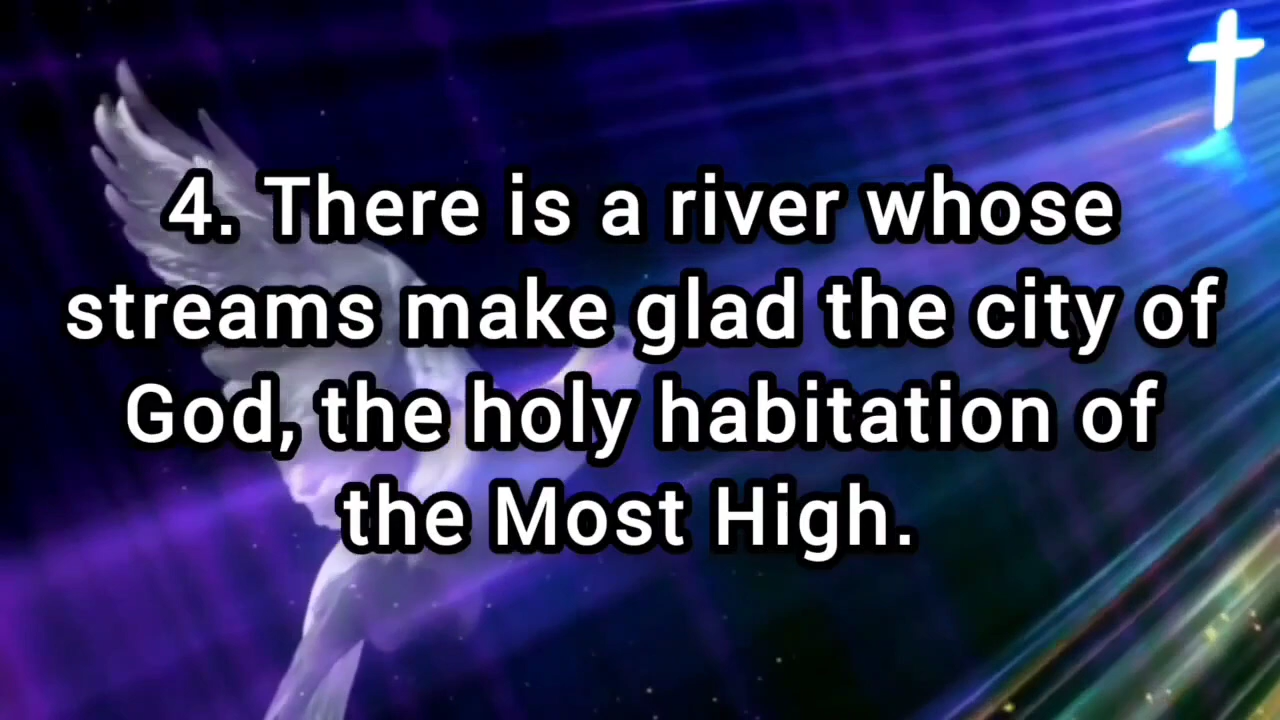 4. There is a river whose
streams make glad the city of
God, the holy habitation of
the Most High.